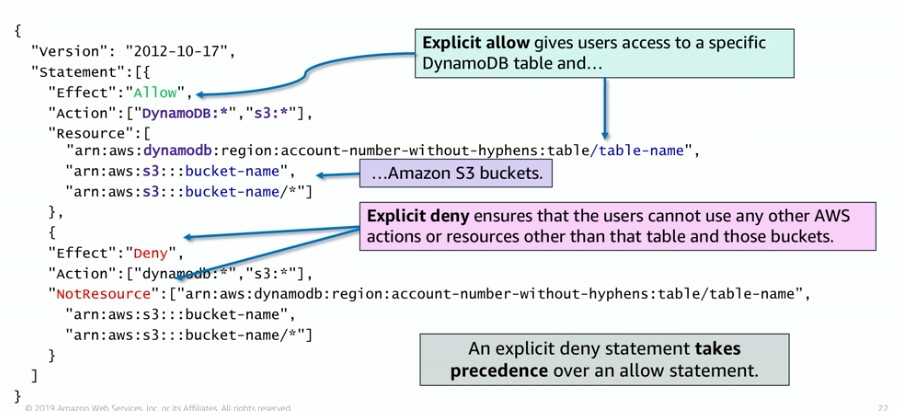 {
"Version": "2012-10-17",
"Statement":[{
"Effect":"Allow",
"Action":["DynamoDB:*","s3:*"],
"Resource":[
"arn:aws:dynamodb:region:account-number-without-hyphens:table/table-name",
"arn:aws:s3:::bucket-name",
"arn:aws:s3:::bucket-name/*"]
},
{
"Effect":"Deny",
"Action":["dynamodb:*","s3:*"],
"NotResource":["arn:aws:dynamodb:region:account-number-without-hyphens:table/table-name",
"arn:aws:s3:::bucket-name",
"arn:aws:s3:::bucket-name/*"]
}
]
}
Explicit allow gives users access to a specific
DynamoDB table and…
…Amazon S3 buckets.
Explicit deny ensures that the users cannot use any other AWS
actions or resources other than that table and those buckets.
An explicit deny statement takes
precedence over an allow statement.
© 2019 Amazon Web Services, Inc. or its Affiliates. All rights reserved.
22